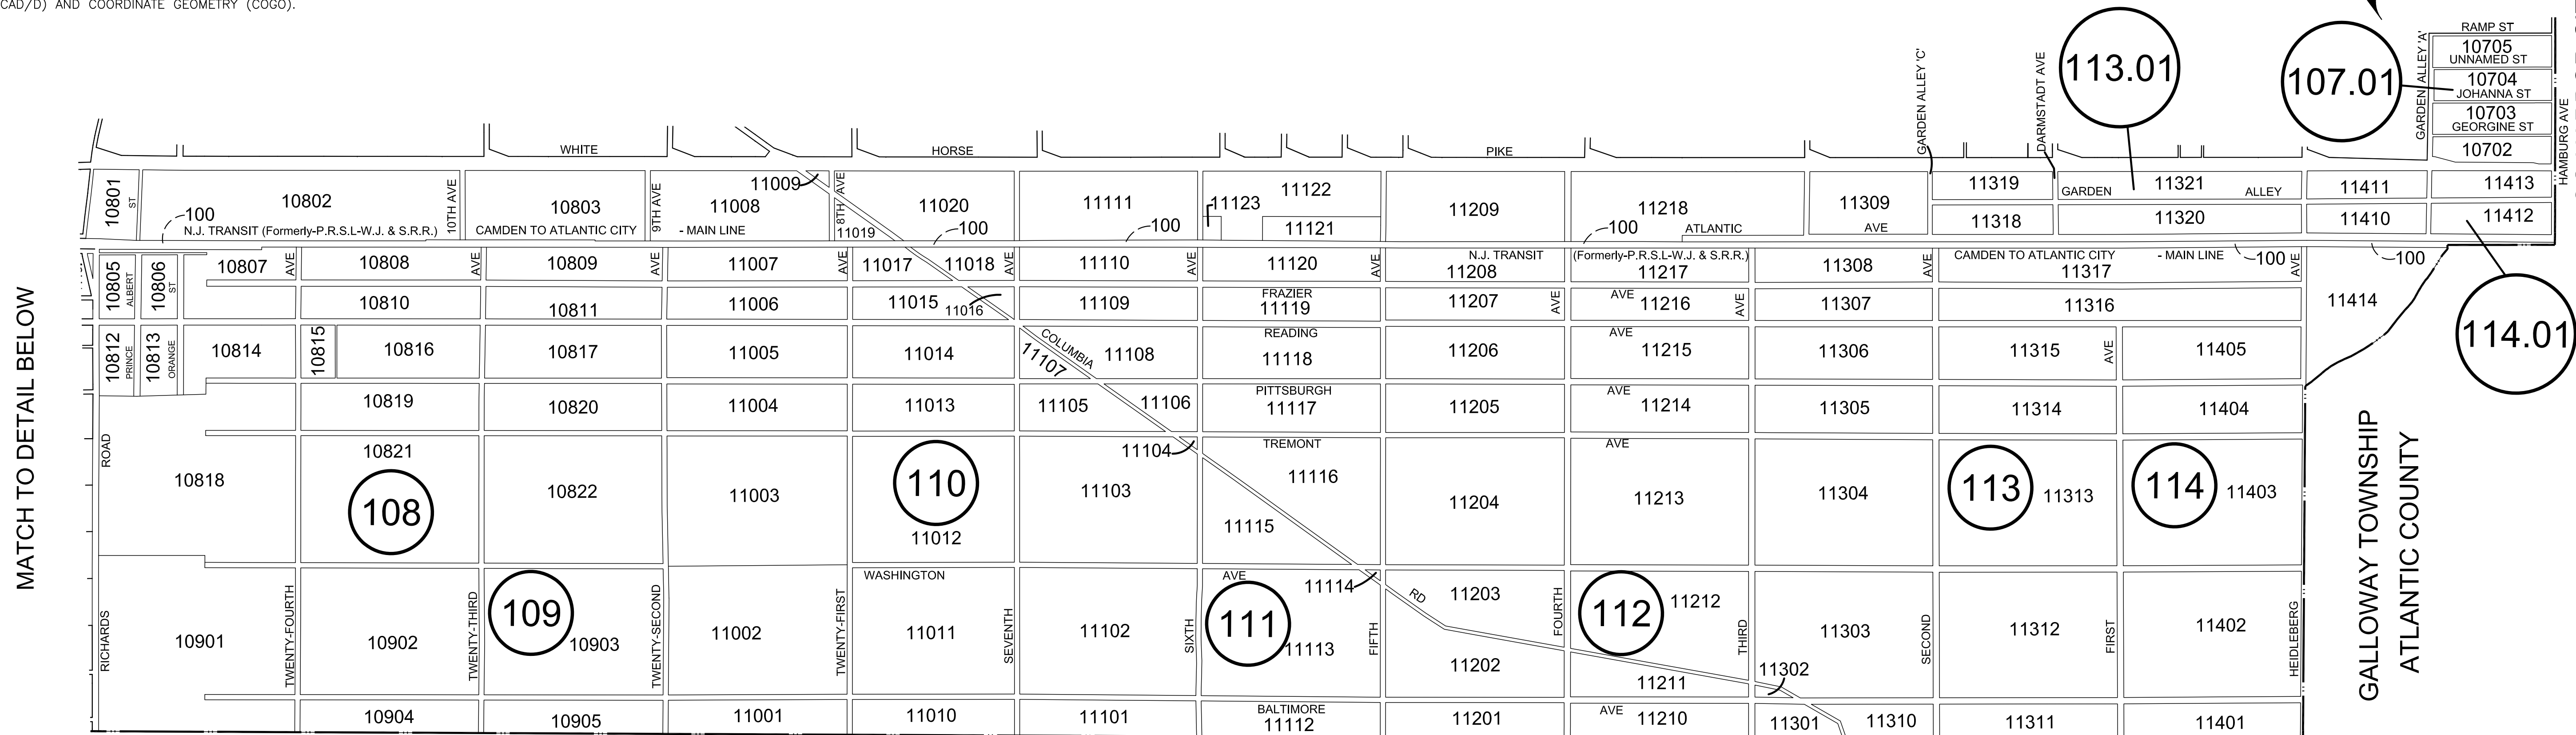 CAD/D) AND COORDINATE GEOMETRY (COGO).
RAMP ST
10705
UNNAMED ST
10704
JOHANNA ST
10703
GEORGINE ST
10702
GARDEN ALLEY 'A'
HAMBURG AVE
107.01
113.01
DARMSTADT AVE
GARDEN ALLEY 'C'
WHITE HORSE PIKE
10801 ST 10802 10TH AVE 10803 9TH AVE 11008 11009 8TH AVE 11020 11111 11123 11122 11209 11218 11309 11319 GARDEN 11321 ALLEY 11411 11413
11019 11121 ATLANTIC AVE 11318 11320 11410 11412
100 N.J. TRANSIT (Formerly-P.R.S.L-W.J. & S.R.R.) CAMDEN TO ATLANTIC CITY - MAIN LINE 100 100 100
N.J. TRANSIT (Formerly-P.R.S.L-W.J. & S.R.R.) CAMDEN TO ATLANTIC CITY - MAIN LINE 100 100
10805 ALBERT 10806 ST 10807 AVE 10808 AVE 10809 AVE 11007 AVE 11017 11018 AVE 11110 AVE 11120 AVE 11208 11217 11308 AVE 11317 AVE
10810 10811 11006 11015 11016 11109 FRAZIER 11119 11207 AVE AVE 11216 AVE 11307 11316 11414
114.01
10812 PRINCE 10813 ORANGE 10814 10815 10816 10817 11005 11014 COLUMBIA 11107 11108 READING 11118 11206 AVE 11215 11306 11315 AVE 11405
10819 10820 11004 11013 11105 11106 PITTSBURGH 11117 11205 AVE 11214 11305 11314 11404
ROAD 10818 10821 108 10822 11003 110 11012 11104 11103 TREMONT 11116 11115 11204 AVE 11213 11304 113 11313 114 11403
MATCH TO DETAIL BELOW
GALLOWAY TOWNSHIP
ATLANTIC COUNTY
WASHINGTON AVE 11114 RD
RICHARDS 10901 TWENTY-FOURTH 10902 TWENTY-THIRD 109 10903 TWENTY-SECOND 11002 TWENTY-FIRST 11011 SEVENTH 11102 SIXTH 111 11113 FIFTH 11203 11202 FOURTH 112 11212 11211 THIRD 11302 11303 SECOND 11312 FIRST 11402 HEIDLEBERG
10904 10905 11001 11010 11101 BALTIMORE 11112 11201 AVE 11210 11301 11310 11311 11401